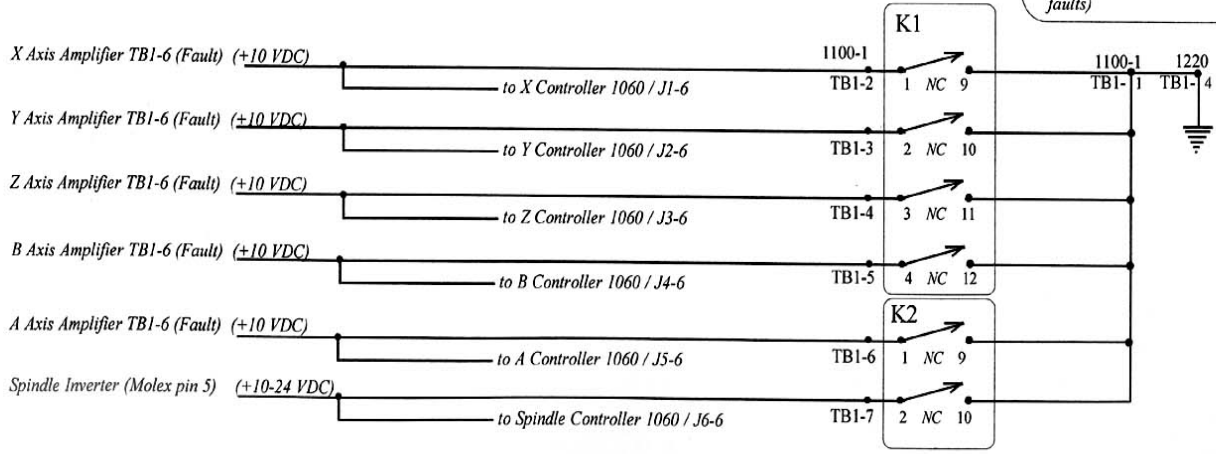 faults)
K1
X Axis Amplifier TB1-6 (Fault) (+10 VDC)
1100-1
1100-1 1220
to X Controller 1060 / J1-6
TB1-2 1 NC 9
TB1- 1 TB1- 4
Y Axis Amplifier TB1-6 (Fault) (+10 VDC)
to Y Controller 1060 / J2-6
TB1-3 2 NC 10
Z Axis Amplifier TB1-6 (Fault) (+10 VDC)
to Z Controller 1060 / J3-6
TB1-4 3 NC 11
B Axis Amplifier TB1-6 (Fault) (+10 VDC)
to B Controller 1060 / J4-6
TB1-5 4 NC 12
K2
A Axis Amplifier TB1-6 (Fault) (+10 VDC)
to A Controller 1060 / J5-6
TB1-6 1 NC 9
Spindle Inverter (Molex pin 5) (+10-24 VDC)
to Spindle Controller 1060 / J6-6
TB1-7 2 NC 10